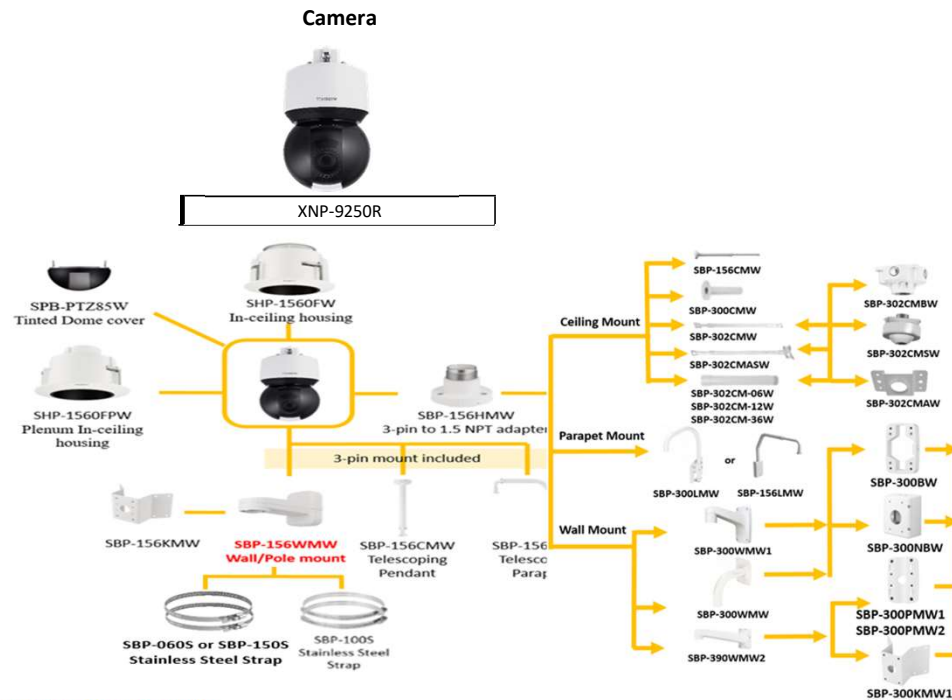 Camera
XNP-9250R
SPB-PTZ85W
Tinted Dome cover
SHP-1560FW
In-ceiling housing
SHP-1560FPW
Plenum In-ceiling
housing
SBP-156HMW
3-pin to 1.5 NPT adapter
3-pin mount included
SBP-156KMW
SBP-156WMW
Wall/Pole mount
SBP-156CMW
Telescoping
Pendant
SBP-156
Telesco
Parap
SBP-060S or SBP-150S
Stainless Steel Strap
SBP-100S
Stainless Steel
Strap
Ceiling Mount
SBP-156CMW
SBP-300CMW
SBP-302CMW
SBP-302CMASW
SBP-302CM-06W
SBP-302CM-12W
SBP-302CM-36W
SBP-302CMBW
SBP-302CMSW
SBP-302CMAW
Parapet Mount
SBP-300LMW
or
SBP-156LMW
Wall Mount
SBP-300WMW1
SBP-300WMW
SBP-390WMW2
SBP-300BW
SBP-300NBW
SBP-300PMW1
SBP-300PMW2
SBP-300KMW1